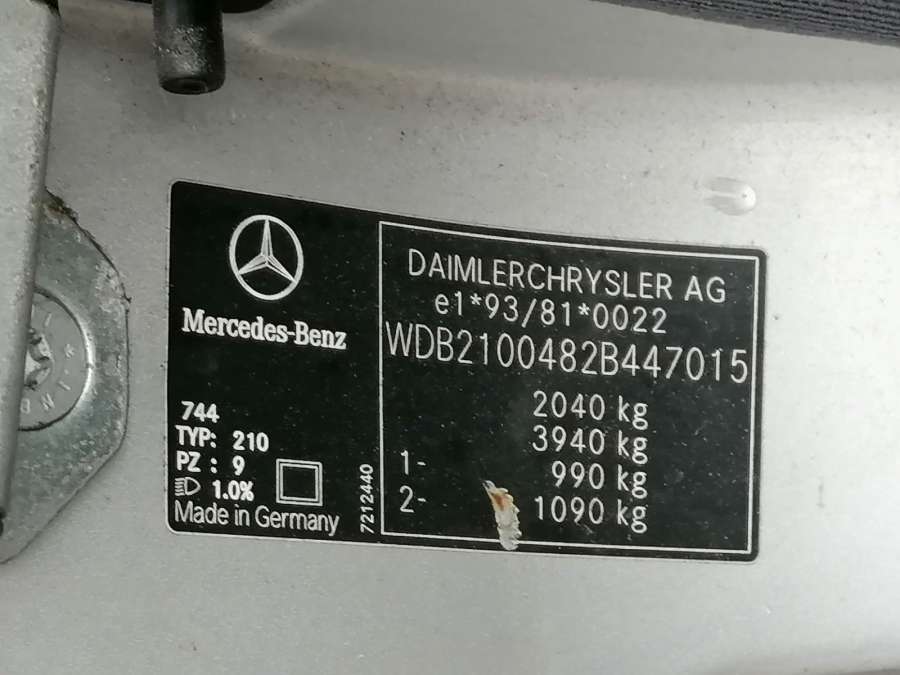 Mercedes-Benz
744
TYP: 210
PZ : 9
1.0%
Made in Germany
7212440
DAIMLERCHRYSLER AG
e1*93/81*0022
WDB2100482B447015
2040 kg
3940 kg
1- 990 kg
2- 1090 kg